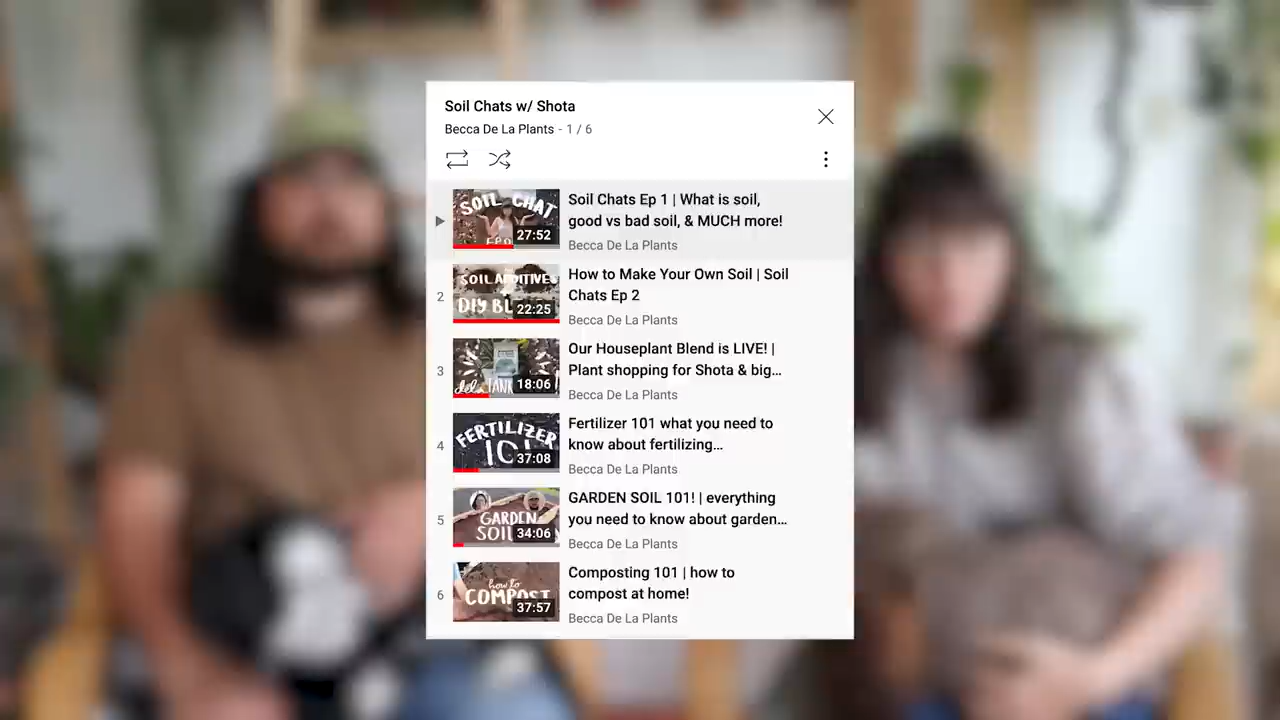 Soil Chats w/ Shota
Becca De La Plants - 1 / 6
SOIL CHAT
27:52
Soil Chats Ep 1 | What is soil,
good vs bad soil, & MUCH more!
Becca De La Plants
2
SOIL ADDITIVES
DIY BL
22:25
How to Make Your Own Soil | Soil
Chats Ep 2
Becca De La Plants
3
18:06
Our Houseplant Blend is LIVE! |
Plant shopping for Shota & big...
Becca De La Plants
4
FERTILIZER
37:08
Fertilizer 101 what you need to
know about fertilizing...
Becca De La Plants
5
GARDEN
SOIL
34:06
GARDEN SOIL 101! | everything
you need to know about garden...
Becca De La Plants
6
how to
COMPOST
37:57
Composting 101 | how to
compost at home!
Becca De La Plants